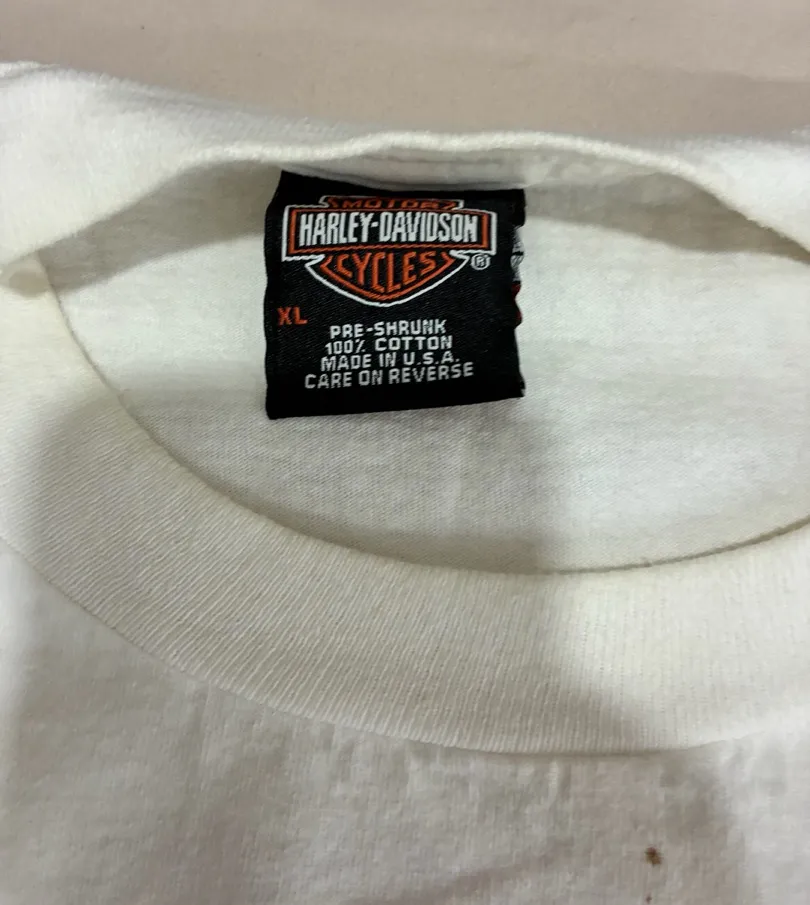 MOTOR
HARLEY-DAVIDSON
CYCLES
®
XL
PRE-SHRUNK
100% COTTON
MADE IN U.S.A.
CARE ON REVERSE